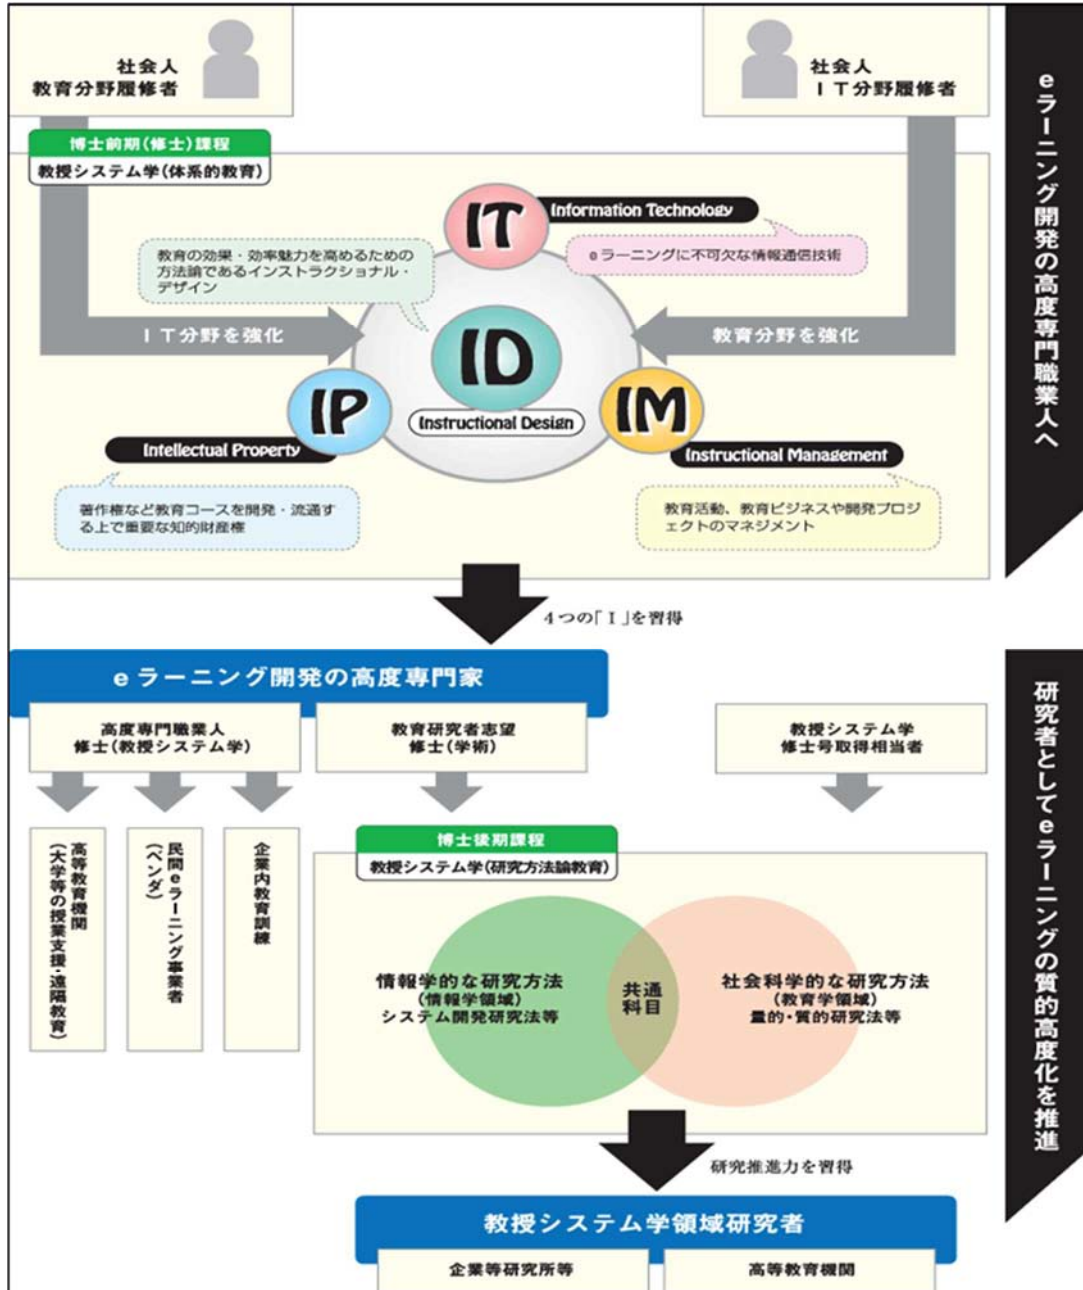 社会人
教育分野履修者
社会人
IT分野履修者
eラーニング開発の高度専門職業人へ
博士前期(修士)課程
教授システム学(体系的教育)
IT
Information Technology
eラーニングに不可欠な情報通信技術
教育の効果・効率魅力を高めるための
方法論であるインストラクショナル・
デザイン
IT分野を強化
教育分野を強化
ID
Instructional Design
IP
Intellectual Property
著作権など教育コースを開発・流通す
る上で重要な知的財産権
IM
Instructional Management
教育活動、教育ビジネスや開発プロジ
ェクトのマネジメント
4つの「I」を習得
eラーニング開発の高度専門家
高度専門職業人
修士(教授システム学)
教育研究者志望
修士(学術)
教授システム学
修士号取得相当者
研究者としてeラーニングの質的高度化を推進
高等教育機関
(大学等の授業支援・遠隔教育)
民間eラーニング事業者
(ベンダ)
企業内教育訓練
博士後期課程
教授システム学(研究方法論教育)
情報学的な研究方法
(情報学領域)
システム開発研究法等
共通
科目
社会科学的な研究方法
(教育学領域)
量的・質的研究法等
研究推進力を習得
教授システム学領域研究者
企業等研究所等
高等教育機関